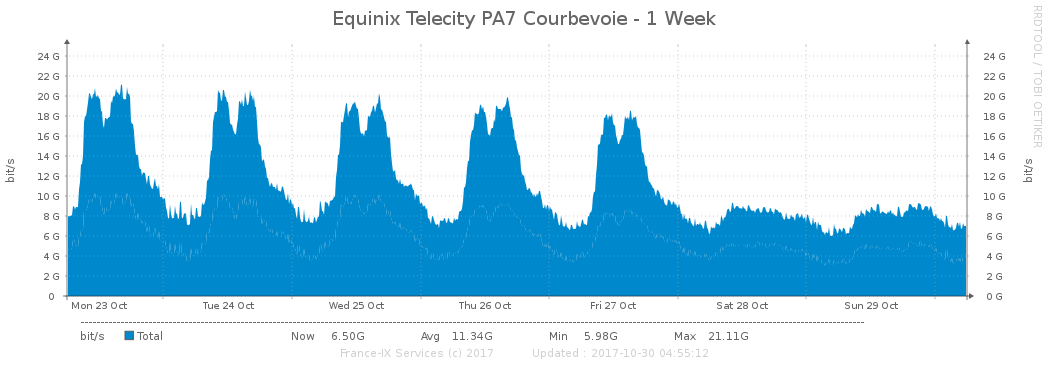 Equinix Telecity PA7 Courbevoie - 1 Week
RRDTOOL / TOBI OETIKER
bit/s
24 G 24 G
22 G 22 G
20 G 20 G
18 G 18 G
16 G 16 G
14 G 14 G
12 G 12 G
10 G 10 G
8 G 8 G
6 G 6 G
4 G 4 G
2 G 2 G
0 0 G
bit/s
Mon 23 Oct Tue 24 Oct Wed 25 Oct Thu 26 Oct Fri 27 Oct Sat 28 Oct Sun 29 Oct
bit/s Total Now 6.50G Avg 11.34G Min 5.98G Max 21.11G
France-IX Services (c) 2017 Updated : 2017-10-30 04:55:12